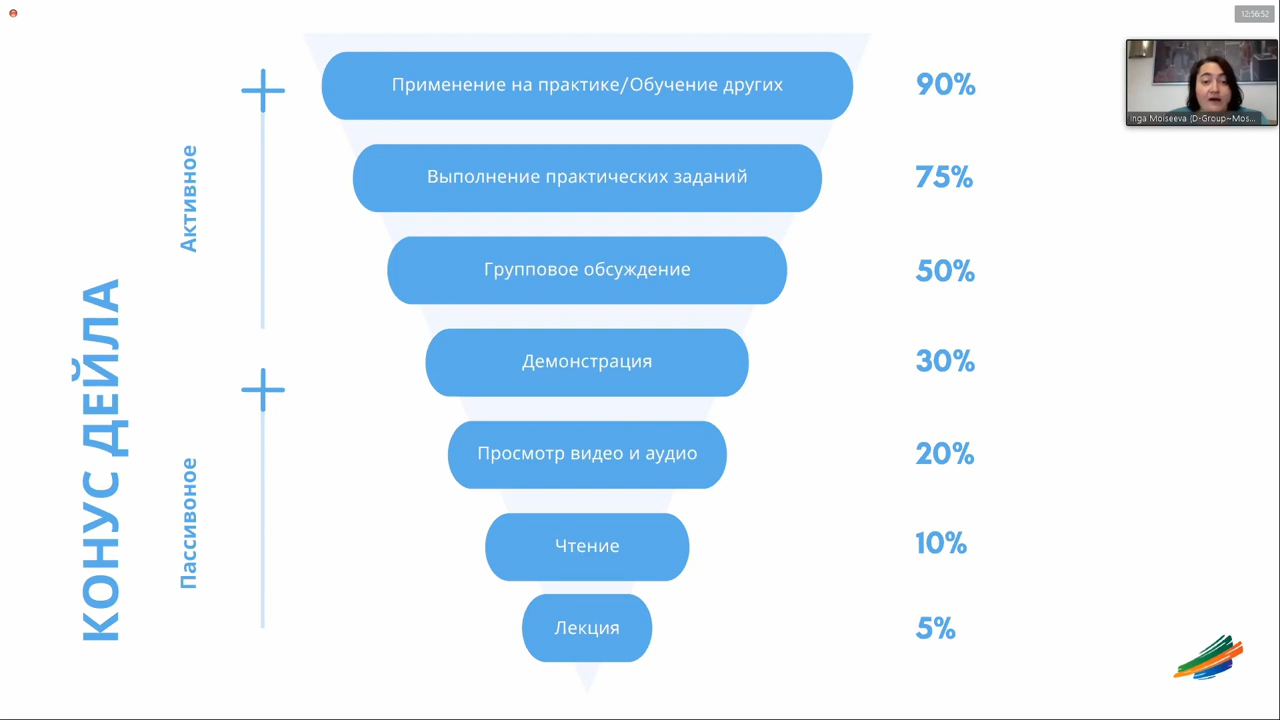 12:56:52
Inga Moiseeva (D-Group~Mos...
КОНУС ДЕЙЛА
Активное
Пассивоное
Применение на практике/Обучение других
90%
Выполнение практических заданий
75%
Групповое обсуждение
50%
Демонстрация
30%
Просмотр видео и аудио
20%
Чтение
10%
Лекция
5%